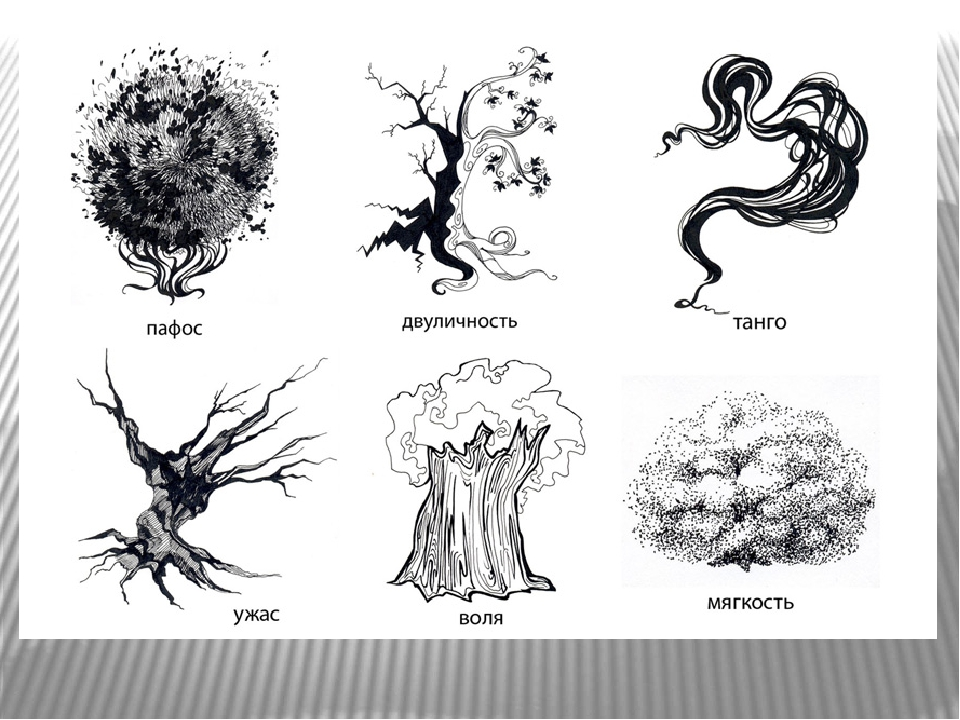 пафос
двуличность
танго
ужас
воля
мягкость